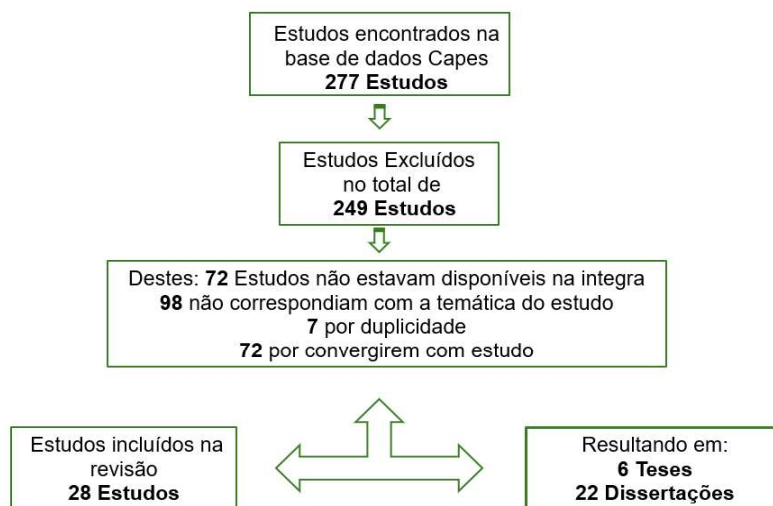 Estudos encontrados na
base de dados Capes
277 Estudos
Estudos Excluídos
no total de
249 Estudos
Destes: 72 Estudos não estavam disponíveis na integra
98 não correspondiam com a temática do estudo
7 por duplicidade
72 por convergirem com estudo
Estudos incluídos na
revisão
28 Estudos
Resultando em:
6 Teses
22 Dissertações